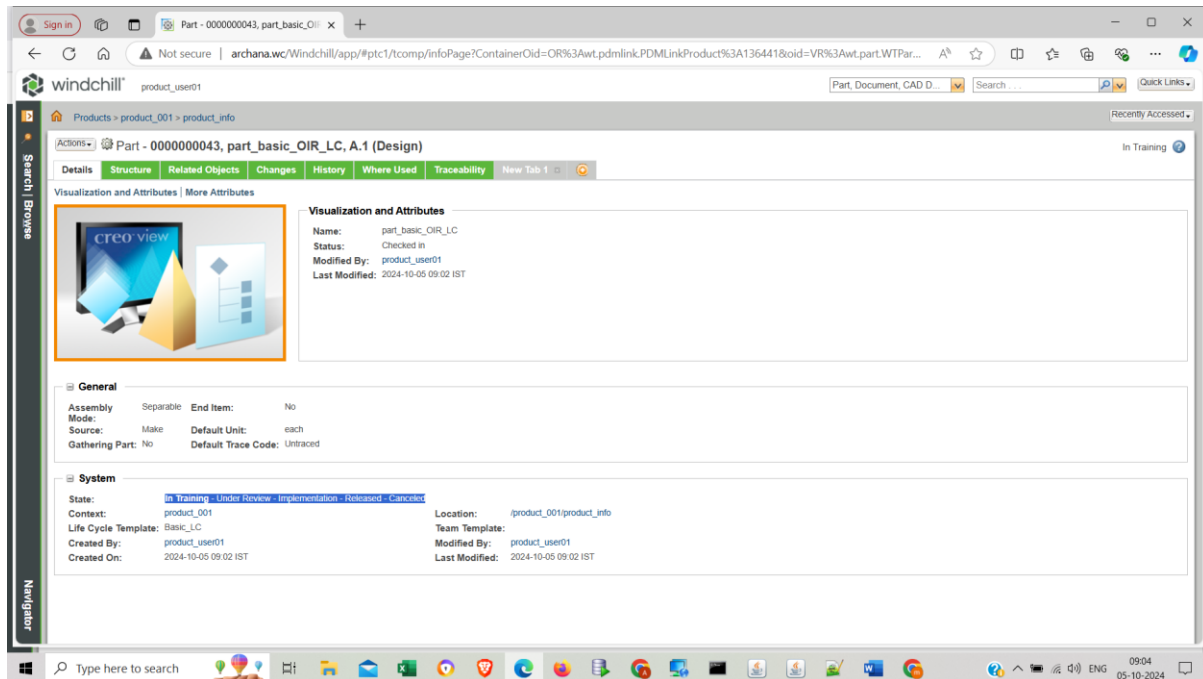 Sign in
Part - 0000000043, part_basic_OIR
Not secure | archana.wc/Windchill/app/#ptc1/tcomp/infoPage?ContainerOid=OR%3Awt.pdmlink.PDMLinkProduct%3A136441&oid=VR%3Awt.part.WTPar...
windchill product_user01 Part, Document, CAD D... Search . . . Quick Links
Products > product_001 > product_info Recently Accessed
Actions Part - 0000000043, part_basic_OIR_LC, A.1 (Design) In Training
Details Structure Related Objects Changes History Where Used Traceability New Tab 1
Search | Browse
Visualization and Attributes | More Attributes
creo view
Visualization and Attributes
Name: part_basic_OIR_LC
Status: Checked in
Modified By: product_user01
Last Modified: 2024-10-05 09:02 IST
General
Assembly Mode: Separable End Item: No
Source: Make Default Unit: each
Gathering Part: No Default Trace Code: Untraced
System
State: In Training - Under Review - Implementation - Released - Canceled
Context: product_001 Location: /product_001/product_info
Life Cycle Template: Basic_LC Team Template:
Created By: product_user01 Modified By: product_user01
Created On: 2024-10-05 09:02 IST Last Modified: 2024-10-05 09:02 IST
Navigator
Type here to search ENG 09:04
05-10-2024